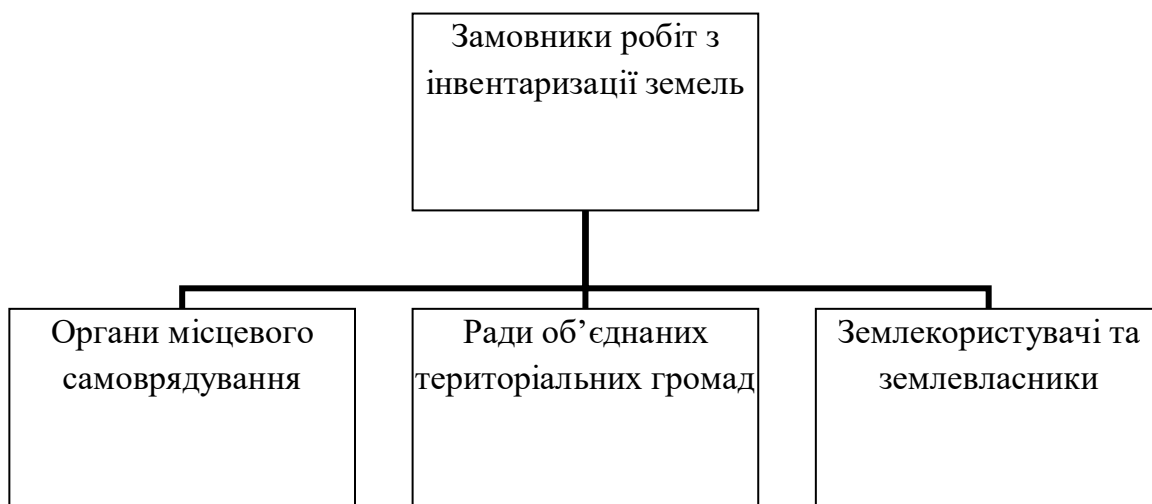 Замовники робіт з
інвентаризації земель
Органи місцевого
самоврядування
Ради об’єднаних
територіальних громад
Землекористувачі та
землевласники